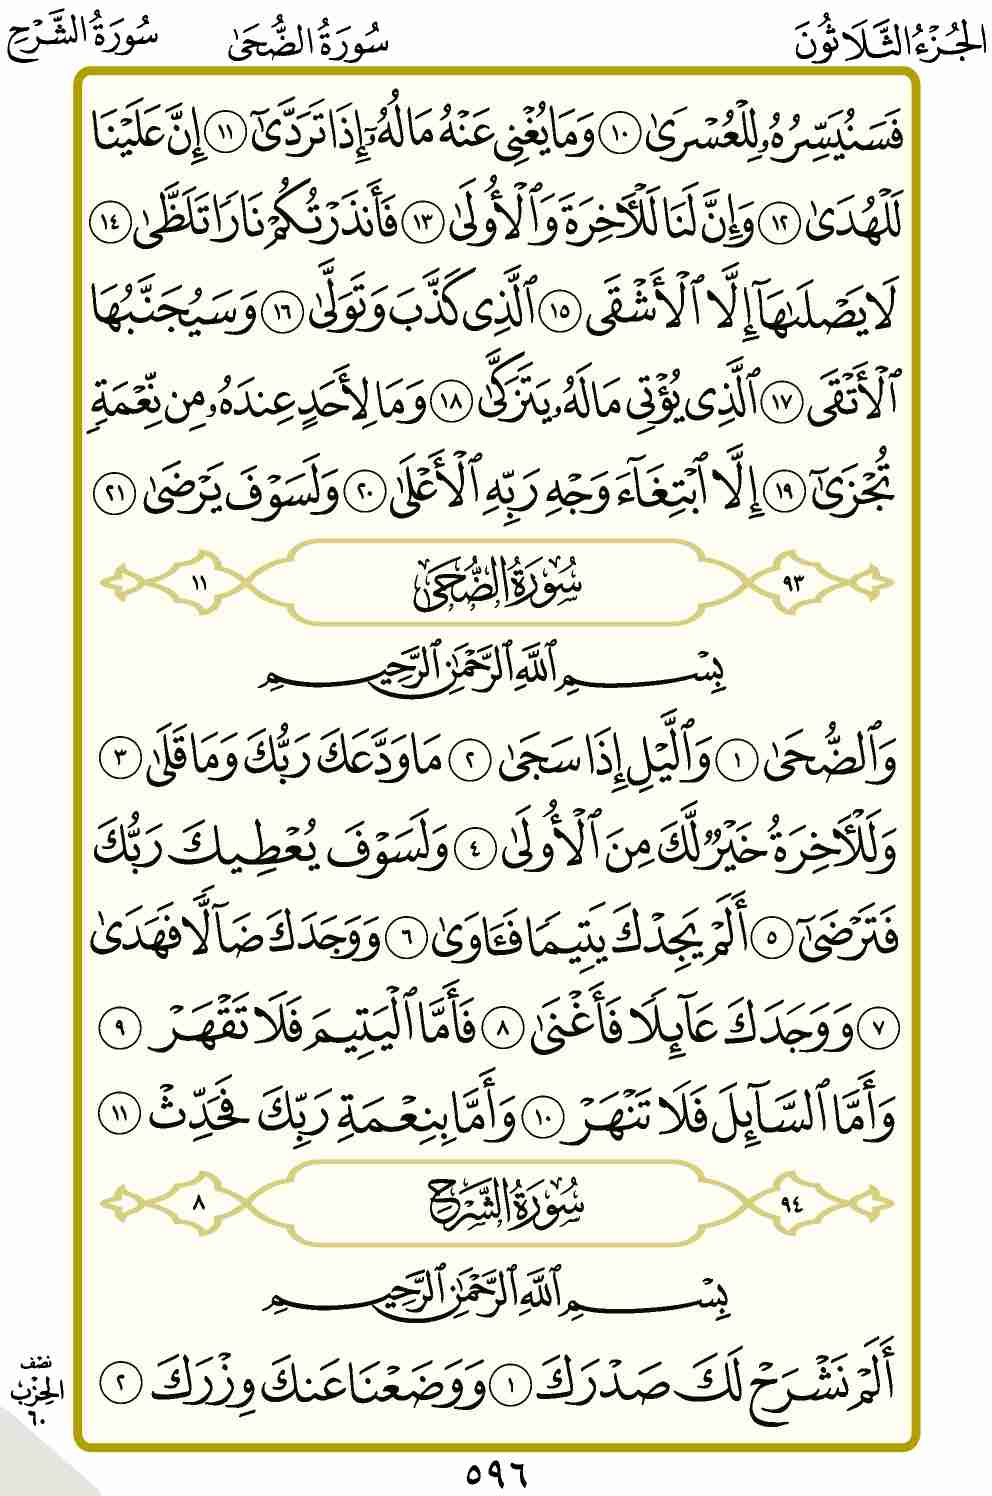 الجُزْءُ الثَّلَاثُونَ سُورَةُ الضُّحَىٰ سُورَةُ الشَّرْحِ
فَسَنُيَسِّرُهُۥ لِلْعُسْرَىٰ ١٠ وَمَا يُغْنِي عَنْهُ مَالُهُۥٓ إِذَا تَرَدَّىٰٓ ١١ إِنَّ عَلَيْنَا
لَلْهُدَىٰ ١٢ وَإِنَّ لَنَا لَلْأٓخِرَةَ وَٱلْأُولَىٰ ١٣ فَأَنذَرْتُكُمْ نَارًا تَلَظَّىٰ ١٤
لَا يَصْلَىٰهَآ إِلَّا ٱلْأَشْقَى ١٥ ٱلَّذِي كَذَّبَ وَتَوَلَّىٰ ١٦ وَسَيُجَنَّبُهَا
ٱلْأَتْقَى ١٧ ٱلَّذِي يُؤْتِي مَالَهُۥ يَتَزَكَّىٰ ١٨ وَمَا لِأَحَدٍ عِندَهُۥ مِن نِّعْمَةٍ
تُجْزَىٰٓ ١٩ إِلَّا ٱبْتِغَآءَ وَجْهِ رَبِّهِ ٱلْأَعْلَىٰ ٢٠ وَلَسَوْفَ يَرْضَىٰ ٢١
٩٣ سُورَةُ الضُّحَىٰ ١١
بِسْمِ ٱللَّهِ ٱلرَّحْمَٰنِ ٱلرَّحِيمِ
وَٱلضُّحَىٰ ١ وَٱلَّيْلِ إِذَا سَجَىٰ ٢ مَا وَدَّعَكَ رَبُّكَ وَمَا قَلَىٰ ٣
وَلَلْأٓخِرَةُ خَيْرٌ لَّكَ مِنَ ٱلْأُولَىٰ ٤ وَلَسَوْفَ يُعْطِيكَ رَبُّكَ
فَتَرْضَىٰٓ ٥ أَلَمْ يَجِدْكَ يَتِيمًا فَـَٔاوَىٰ ٦ وَوَجَدَكَ ضَآلًّا فَهَدَىٰ
٧ وَوَجَدَكَ عَآئِلًا فَأَغْنَىٰ ٨ فَأَمَّا ٱلْيَتِيمَ فَلَا تَقْهَرْ ٩
وَأَمَّا ٱلسَّآئِلَ فَلَا تَنْهَرْ ١٠ وَأَمَّا بِنِعْمَةِ رَبِّكَ فَحَدِّثْ ١١
٩٤ سُورَةُ الشَّرْحِ ٨
بِسْمِ ٱللَّهِ ٱلرَّحْمَٰنِ ٱلرَّحِيمِ
أَلَمْ نَشْرَحْ لَكَ صَدْرَكَ ١ وَوَضَعْنَا عَنكَ وِزْرَكَ ٢
نصف
الحِزْب
٦٠
٥٩٦